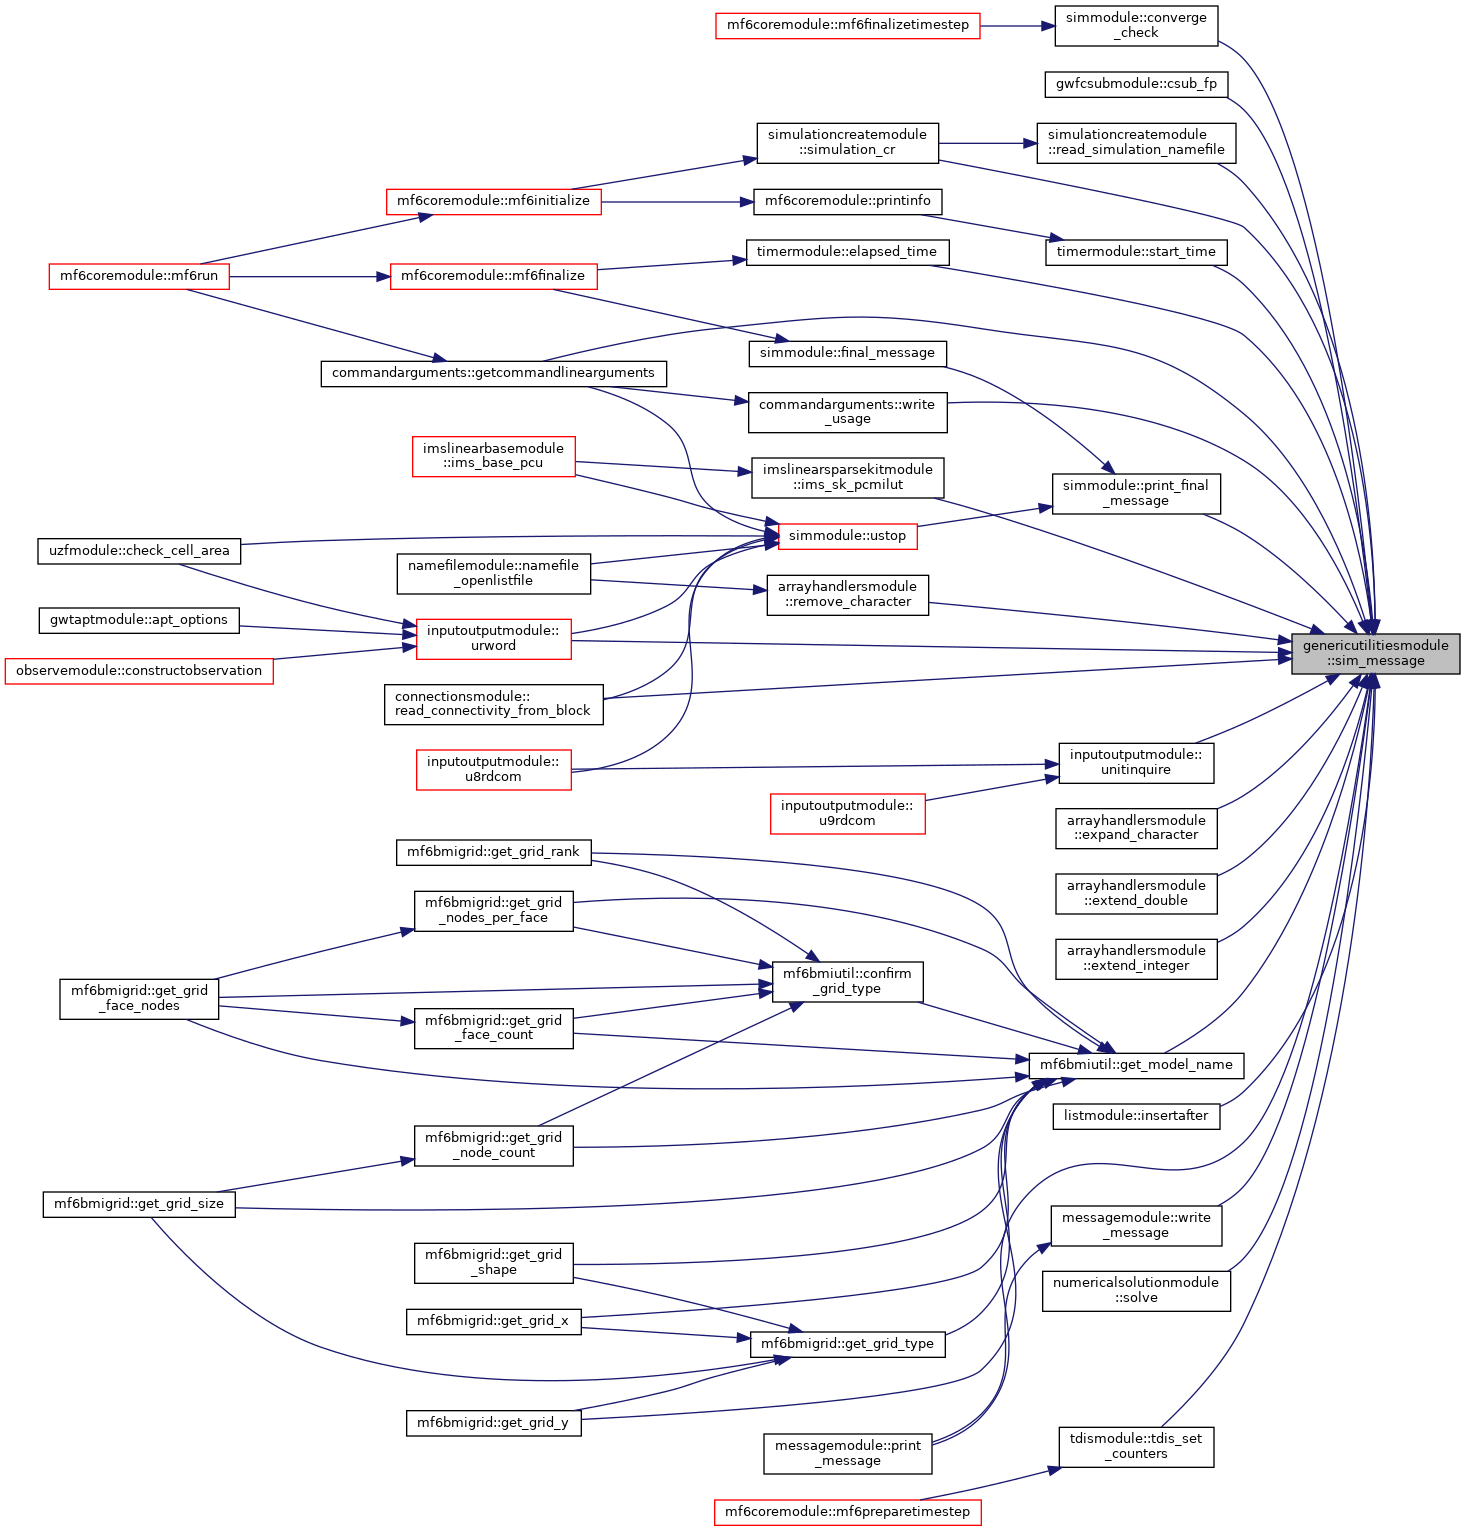 mf6coremodule::mf6finalizetimestep
simmodule::converge
_check
gwfcsubmodule::csub_fp
simulationcreatemodule
::simulation_cr
simulationcreatemodule
::read_simulation_namefile
mf6coremodule::mf6initialize
mf6coremodule::printinfo
timermodule::elapsed_time
timermodule::start_time
mf6coremodule::mf6run
mf6coremodule::mf6finalize
simmodule::final_message
commandarguments::getcommandlinearguments
commandarguments::write
_usage
imslinearbasemodule
::ims_base_pcu
imslinearsparsekitmodule
::ims_sk_pcmilut
simmodule::print_final
_message
simmodule::ustop
uzfmodule::check_cell_area
namefilemodule::namefile
_openlistfile
arrayhandlersmodule
::remove_character
gwtaptmodule::apt_options
inputoutputmodule::
urword
genericutilitiesmodule
::sim_message
observemodule::constructobservation
connectionsmodule::
read_connectivity_from_block
inputoutputmodule::
u8rdcom
inputoutputmodule::
unitinquire
inputoutputmodule::
u9rdcom
arrayhandlersmodule
::expand_character
mf6bmigrid::get_grid_rank
arrayhandlersmodule
::extend_double
mf6bmigrid::get_grid
_nodes_per_face
arrayhandlersmodule
::extend_integer
mf6bmiutil::confirm
_grid_type
mf6bmigrid::get_grid
_face_nodes
mf6bmigrid::get_grid
_face_count
mf6bmiutil::get_model_name
listmodule::insertafter
mf6bmigrid::get_grid
_node_count
mf6bmigrid::get_grid_size
messagemodule::write
_message
mf6bmigrid::get_grid
_shape
numericalsolutionmodule
::solve
mf6bmigrid::get_grid_x
mf6bmigrid::get_grid_type
mf6bmigrid::get_grid_y
messagemodule::print
_message
tdismodule::tdis_set
_counters
mf6coremodule::mf6preparetimestep